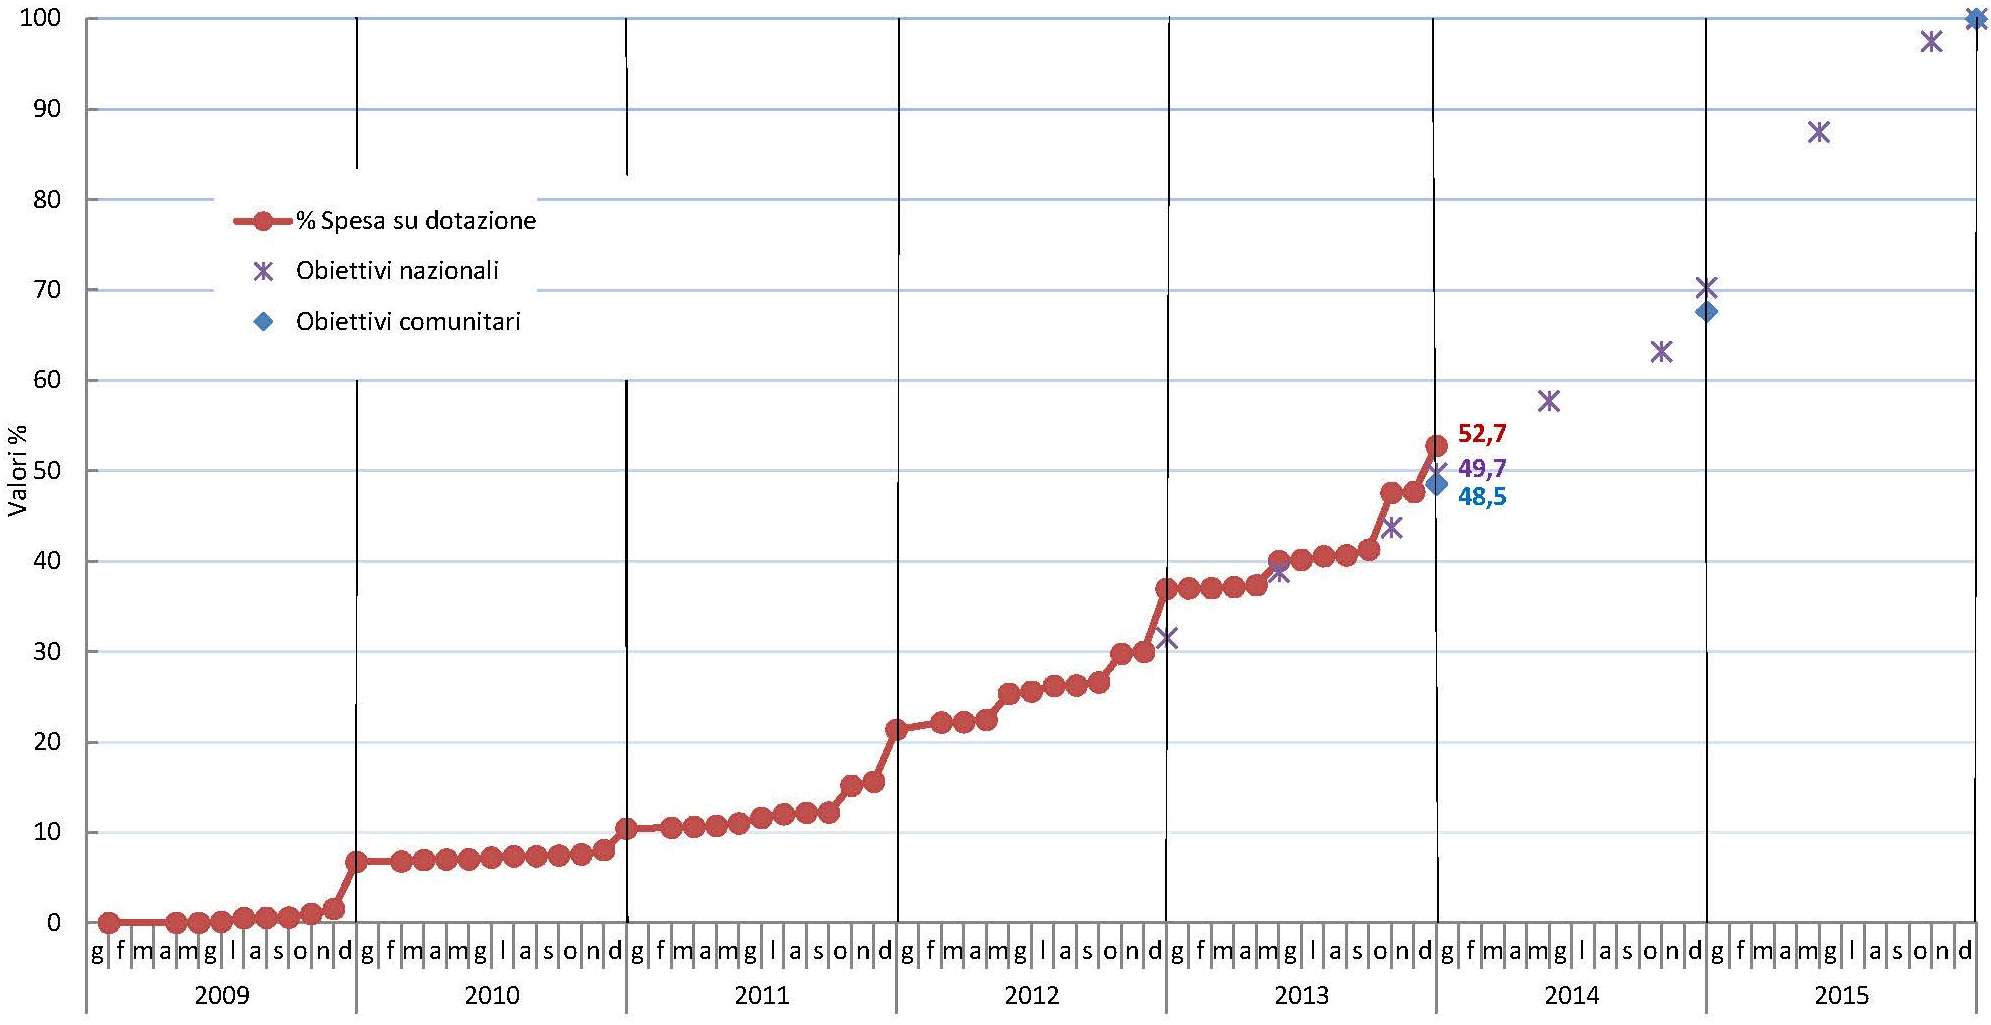 100
90
80
70
60
50
40
30
20
10
0
Valori %
% Spesa su dotazione
Obiettivi nazionali
Obiettivi comunitari
52,7
49,7
48,5
g f m a m g l a s o n d g f m a m g l a s o n d g f m a m g l a s o n d g f m a m g l a s o n d g f m a m g l a s o n d g f m a m g l a s o n d g f m a m g l a s o n d
2009 2010 2011 2012 2013 2014 2015